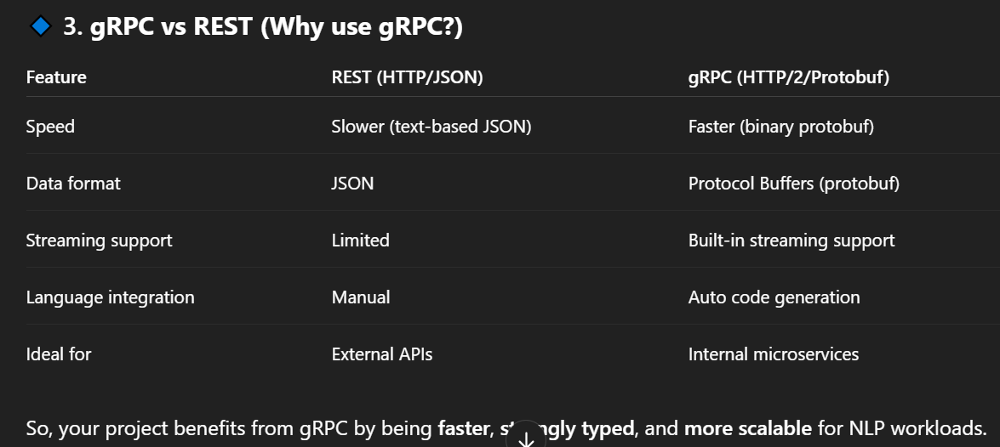 3. gRPC vs REST (Why use gRPC?)
Feature REST (HTTP/JSON) gRPC (HTTP/2/Protobuf)
Speed Slower (text-based JSON) Faster (binary protobuf)
Data format JSON Protocol Buffers (protobuf)
Streaming support Limited Built-in streaming support
Language integration Manual Auto code generation
Ideal for External APIs Internal microservices
So, your project benefits from gRPC by being faster, strongly typed, and more scalable for NLP workloads.